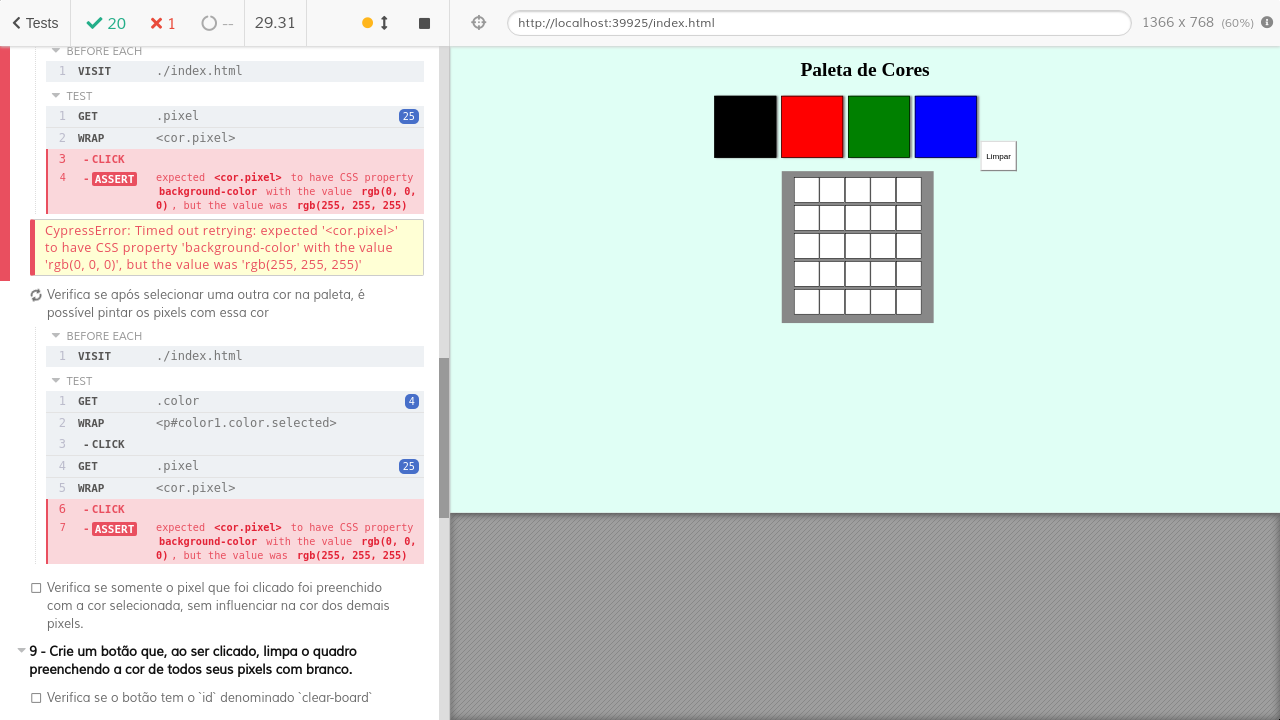 Tests
20
1
--
29.31
http://localhost:39925/index.html
1366 x 768 (60%)
BEFORE EACH
1 VISIT ./index.html
TEST
1 GET .pixel 25
2 WRAP <cor.pixel>
3 - CLICK
4 - ASSERT expected <cor.pixel> to have CSS property
background-color with the value rgb(0, 0,
0) , but the value was rgb(255, 255, 255)
CypressError: Timed out retrying: expected '<cor.pixel>'
to have CSS property 'background-color' with the value
'rgb(0, 0, 0)', but the value was 'rgb(255, 255, 255)'
Verifica se após selecionar uma outra cor na paleta, é
possível pintar os pixels com essa cor
BEFORE EACH
1 VISIT ./index.html
TEST
1 GET .color 4
2 WRAP <p#color1.color.selected>
3 - CLICK
4 GET .pixel 25
5 WRAP <cor.pixel>
6 - CLICK
7 - ASSERT expected <cor.pixel> to have CSS property
background-color with the value rgb(0, 0,
0) , but the value was rgb(255, 255, 255)
Verifica se somente o pixel que foi clicado foi preenchido
com a cor selecionada, sem influenciar na cor dos demais
pixels.
9 - Crie um botão que, ao ser clicado, limpa o quadro
preenchendo a cor de todos seus pixels com branco.
Verifica se o botão tem o `id` denominado `clear-board`
Paleta de Cores
Limpar